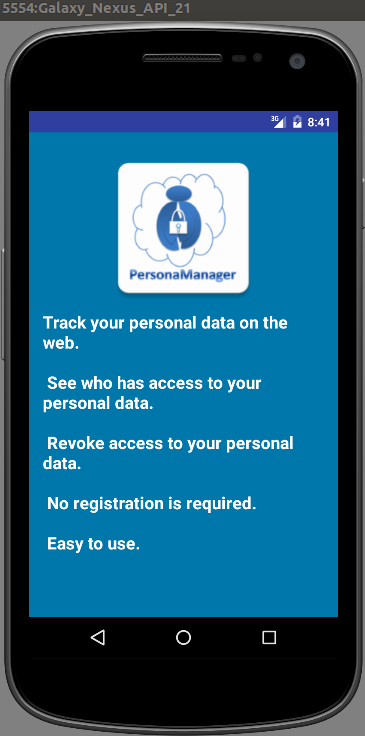 5554:Galaxy_Nexus_API_21
3G 8:41
PersonaManager
Track your personal data on the
web.
See who has access to your
personal data.
Revoke access to your personal
data.
No registration is required.
Easy to use.